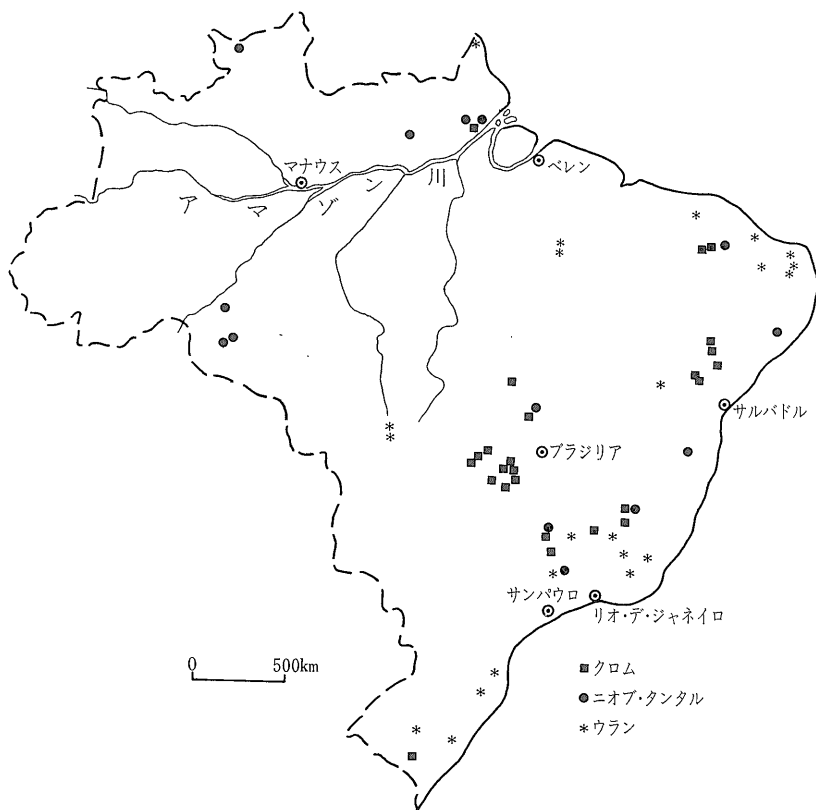 マナウス
ベレン
アマゾン川
サルバドル
ブラジリア
サンパウロ
リオ・デ・ジャネイロ
0 500km
クロム
ニオブ・タンタル
ウラン